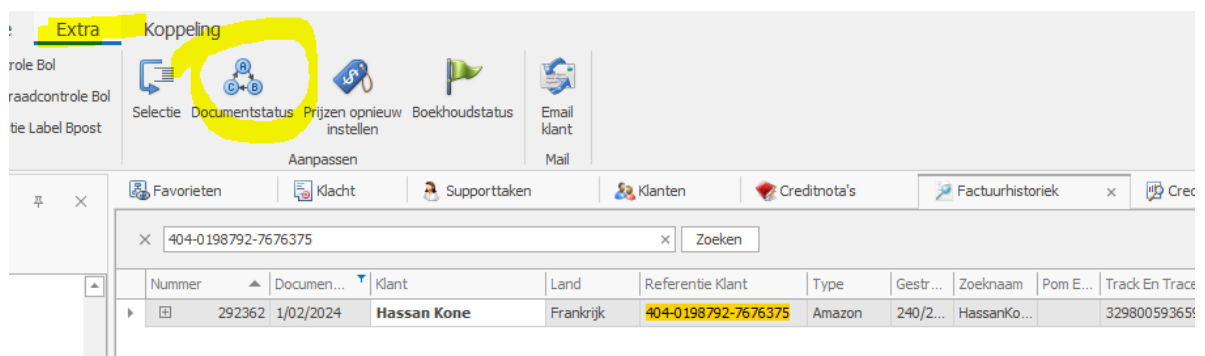 e Extra Koppeling
role Bol
raadcontrole Bol
tie Label Bpost
Selectie Documentstatus Prijzen opnieuw instellen Boekhoudstatus Email klant
Aanpassen Mail
Favorieten Klacht Supporttaken Klanten Creditnota's Factuurhistoriek Cred
404-0198792-7676375 Zoeken
Nummer Documen... Klant Land Referentie Klant Type Gestr... Zoeknaam Pom E... Track En Trace
292362 1/02/2024 Hassan Kone Frankrijk 404-0198792-7676375 Amazon 240/2... HassanKo... 329800593659